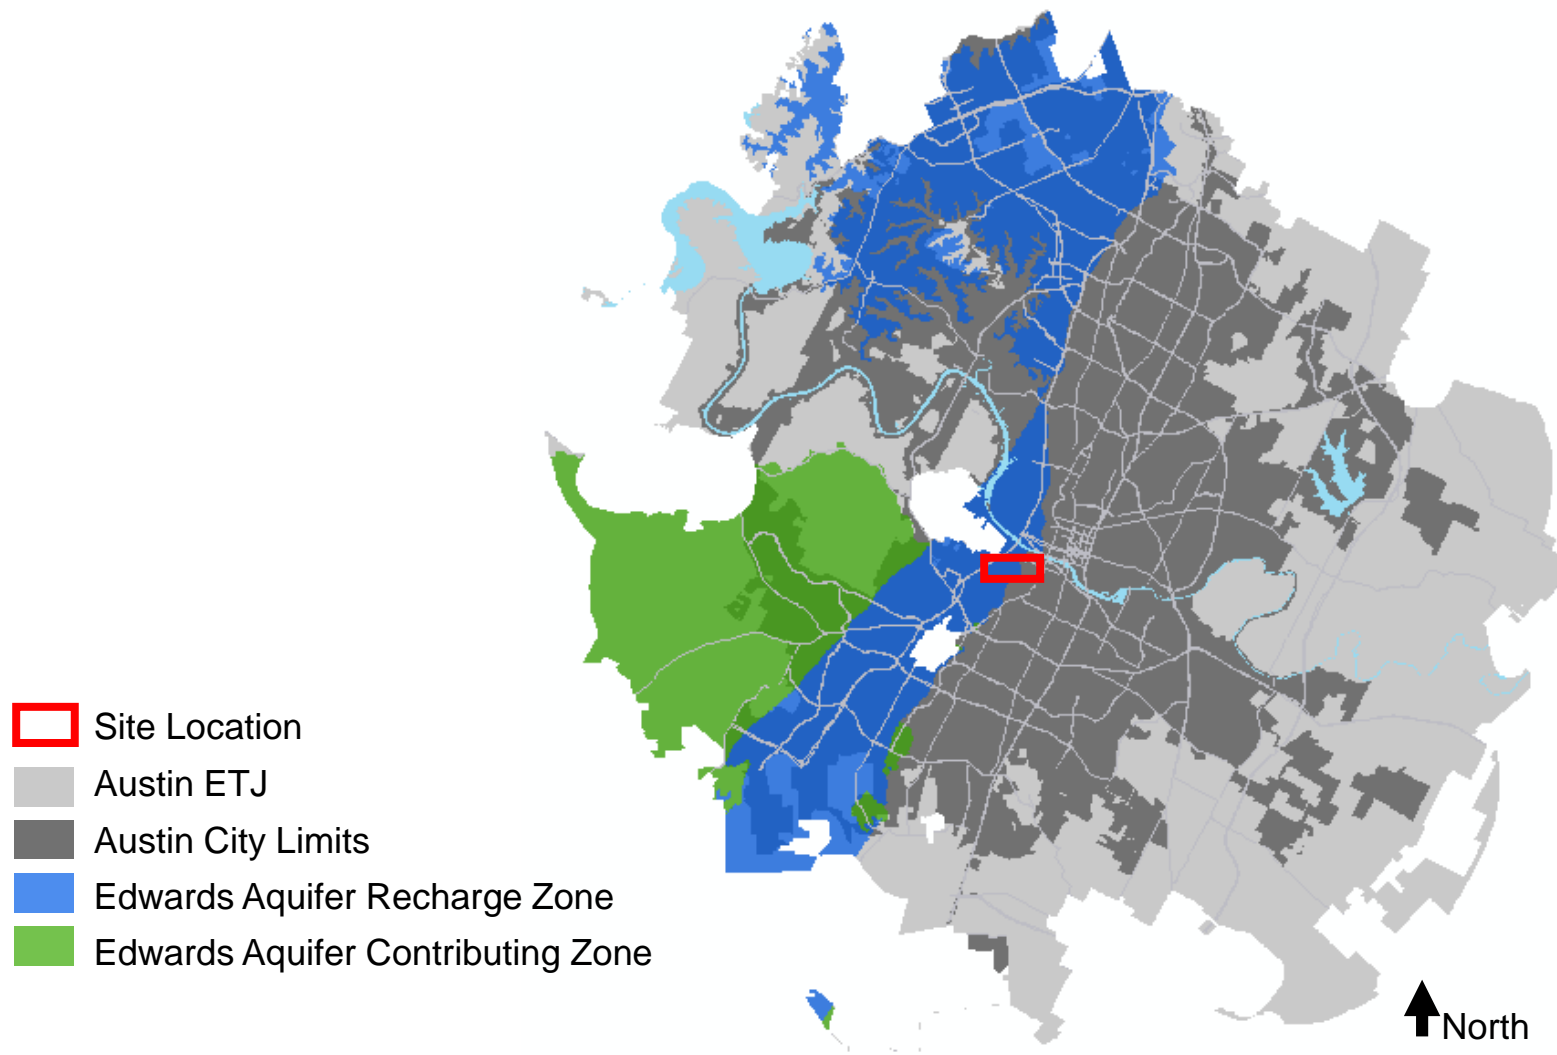 Site Location
Austin ETJ
Austin City Limits
Edwards Aquifer Recharge Zone
Edwards Aquifer Contributing Zone
North